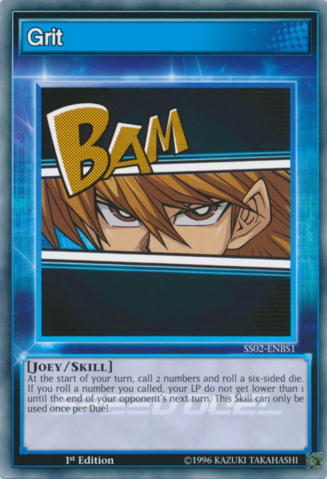 Grit
BAM
SS02-ENBS1
[JOEY/SKILL]
At the start of your turn, call 2 numbers and roll a six-sided die.
If you roll a number you called, your LP do not get lower than 1
until the end of your opponent's next turn. This Skill can only be
used once per Duel.
SPEED DUEL
1st Edition
©1996 KAZUKI TAKAHASHI